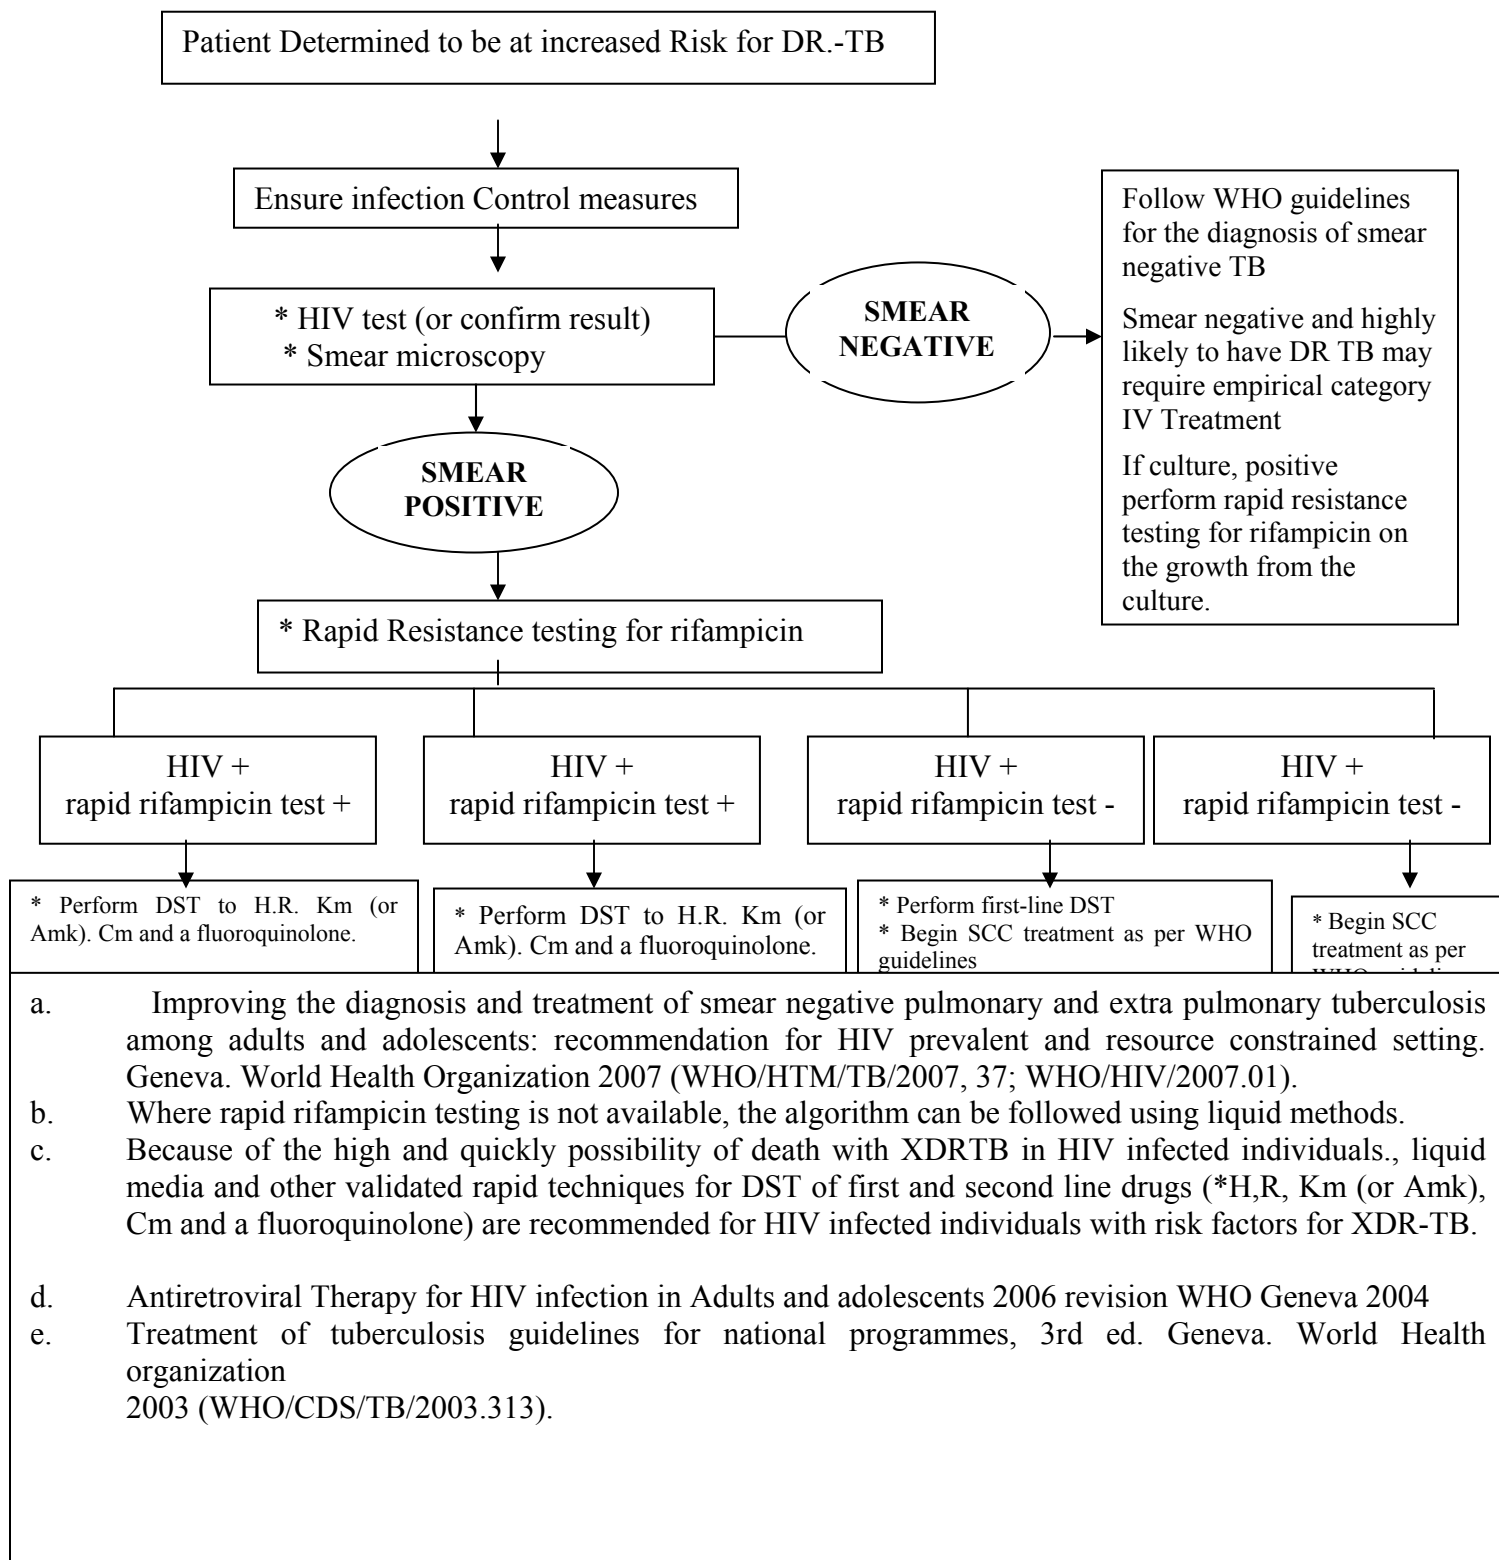 Patient Determined to be at increased Risk for DR.-TB
Ensure infection Control measures
* HIV test (or confirm result)
* Smear microscopy
SMEAR
NEGATIVE
Follow WHO guidelines
for the diagnosis of smear
negative TB
Smear negative and highly
likely to have DR TB may
require empirical category
IV Treatment
If culture, positive
perform rapid resistance
testing for rifampicin on
the growth from the
culture.
SMEAR
POSITIVE
* Rapid Resistance testing for rifampicin
HIV +
rapid rifampicin test +
HIV +
rapid rifampicin test +
HIV +
rapid rifampicin test -
HIV +
rapid rifampicin test -
* Perform DST to H.R. Km (or
Amk). Cm and a fluoroquinolone.
* Perform DST to H.R. Km (or
Amk). Cm and a fluoroquinolone.
* Perform first-line DST
* Begin SCC treatment as per WHO
guidelines
* Begin SCC
treatment as per
a. Improving the diagnosis and treatment of smear negative pulmonary and extra pulmonary tuberculosis
among adults and adolescents: recommendation for HIV prevalent and resource constrained setting.
Geneva. World Health Organization 2007 (WHO/HTM/TB/2007, 37; WHO/HIV/2007.01).
b. Where rapid rifampicin testing is not available, the algorithm can be followed using liquid methods.
c. Because of the high and quickly possibility of death with XDRTB in HIV infected individuals., liquid
media and other validated rapid techniques for DST of first and second line drugs (*H,R, Km (or Amk),
Cm and a fluoroquinolone) are recommended for HIV infected individuals with risk factors for XDR-TB.
d. Antiretroviral Therapy for HIV infection in Adults and adolescents 2006 revision WHO Geneva 2004
e. Treatment of tuberculosis guidelines for national programmes, 3rd ed. Geneva. World Health
organization
2003 (WHO/CDS/TB/2003.313).